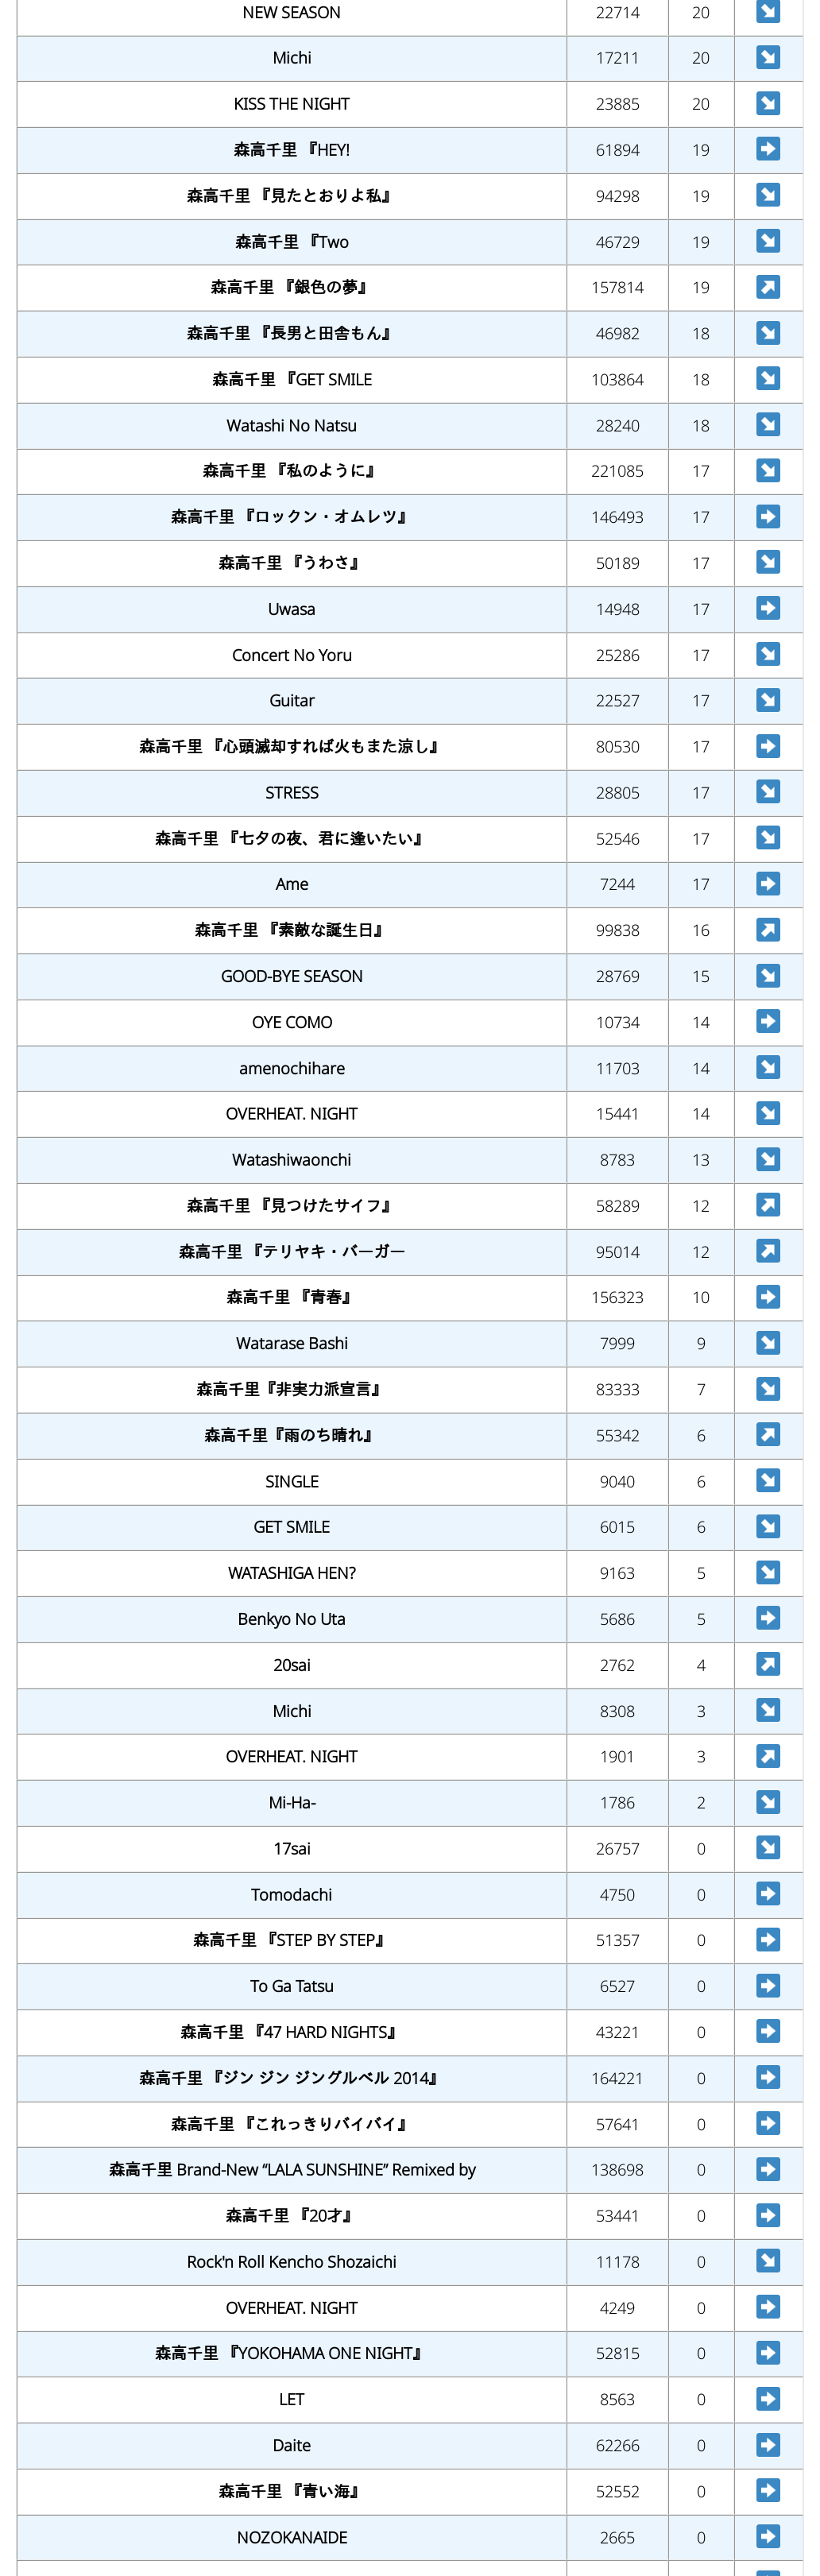 NEW SEASON 22714 20 ↘
Michi 17211 20 ↘
KISS THE NIGHT 23885 20 ↘
森高千里 『HEY! 61894 19 ➡
森高千里 『見たとおりよ私』 94298 19 ↘
森高千里 『Two 46729 19 ↘
森高千里 『銀色の夢』 157814 19 ↗
森高千里 『長男と田舎もん』 46982 18 ↘
森高千里 『GET SMILE 103864 18 ↘
Watashi No Natsu 28240 18 ↘
森高千里 『私のように』 221085 17 ↘
森高千里 『ロックン・オムレツ』 146493 17 ➡
森高千里 『うわさ』 50189 17 ↘
Uwasa 14948 17 ➡
Concert No Yoru 25286 17 ↘
Guitar 22527 17 ↘
森高千里 『心頭滅却すれば火もまた涼し』 80530 17 ➡
STRESS 28805 17 ↘
森高千里 『七夕の夜、君に逢いたい』 52546 17 ↘
Ame 7244 17 ➡
森高千里 『素敵な誕生日』 99838 16 ↗
GOOD-BYE SEASON 28769 15 ↘
OYE COMO 10734 14 ➡
amenochihare 11703 14 ↘
OVERHEAT. NIGHT 15441 14 ↘
Watashiwaonchi 8783 13 ↘
森高千里 『見つけたサイフ』 58289 12 ↗
森高千里 『テリヤキ・バーガー 95014 12 ↗
森高千里 『青春』 156323 10 ➡
Watarase Bashi 7999 9 ↘
森高千里『非実力派宣言』 83333 7 ↘
森高千里『雨のち晴れ』 55342 6 ↗
SINGLE 9040 6 ↘
GET SMILE 6015 6 ↘
WATASHIGA HEN? 9163 5 ↘
Benkyo No Uta 5686 5 ➡
20sai 2762 4 ↗
Michi 8308 3 ↘
OVERHEAT. NIGHT 1901 3 ↗
Mi-Ha- 1786 2 ↘
17sai 26757 0 ↘
Tomodachi 4750 0 ➡
森高千里 『STEP BY STEP』 51357 0 ➡
To Ga Tatsu 6527 0 ➡
森高千里 『47 HARD NIGHTS』 43221 0 ➡
森高千里 『ジン ジン ジングルベル 2014』 164221 0 ➡
森高千里 『これっきりバイバイ』 57641 0 ➡
森高千里 Brand-New “LALA SUNSHINE” Remixed by 138698 0 ➡
森高千里 『20才』 53441 0 ➡
Rock'n Roll Kencho Shozaichi 11178 0 ↘
OVERHEAT. NIGHT 4249 0 ➡
森高千里 『YOKOHAMA ONE NIGHT』 52815 0 ➡
LET 8563 0 ➡
Daite 62266 0 ➡
森高千里 『青い海』 52552 0 ➡
NOZOKANAIDE 2665 0 ➡